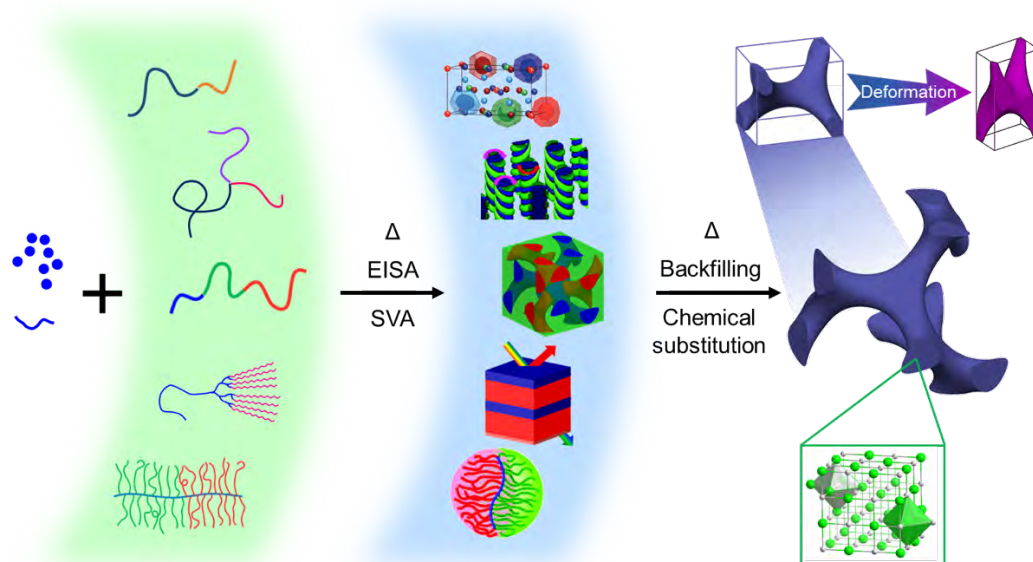 Deformation
Δ
EISA
SVA
Δ
Backfilling
Chemical
substitution
+